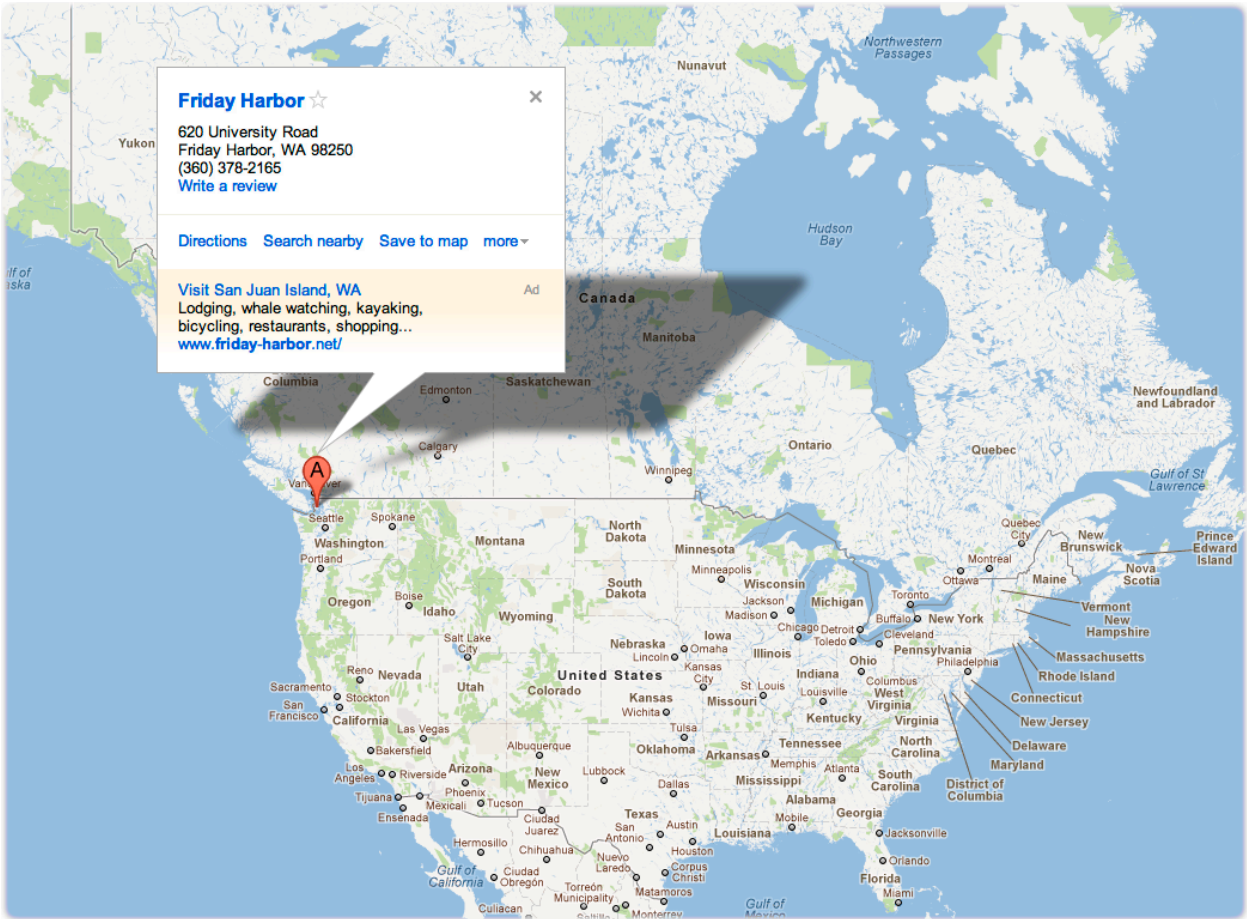 Northwestern
Passages
Nunavut
Yukon
Friday Harbor
620 University Road
Friday Harbor, WA 98250
(360) 378-2165
Write a review
Directions Search nearby Save to map more
Visit San Juan Island, WA
Ad
Lodging, whale watching, kayaking,
bicycling, restaurants, shopping...
www.friday-harbor.net/
Hudson
Bay
lf of
ska
Canada
Manitoba
Columbia
Edmonton
Saskatchewan
Newfoundland
and Labrador
Calgary
Ontario
Quebec
A
Winnipeg
Gulf of St
Lawrence
Seattle
Spokane
Washington
Portland
Montana
North
Dakota
Minnesota
Quebec
City
New
Brunswick
Prince
Edward
Island
Montreal
Ottawa
Maine
Nova
Scotia
Minneapolis
Wisconsin
South
Dakota
Oregon
Boise
Idaho
Wyoming
Jackson
Madison
Michigan
Toronto
Buffalo
New York
Vermont
New
Hampshire
Chicago
Detroit
Toledo
Cleveland
Salt Lake
City
Nebraska
Lincoln
Omaha
Iowa
Illinois
Pennsylvania
Massachusetts
Philadelphia
Rhode Island
Reno
Nevada
Utah
United States
Colorado
Kansas
City
Indiana
Ohio
Columbus
West
Virginia
Connecticut
Sacramento
Stockton
San
Francisco
California
Kansas
Wichita
Missouri
St. Louis
Louisville
Kentucky
Virginia
New Jersey
Las Vegas
Bakersfield
Tulsa
Oklahoma
Albuquerque
Arkansas
Memphis
Tennessee
North
Carolina
Delaware
Maryland
Los
Angeles
Riverside
Arizona
Phoenix
New
Mexico
Lubbock
Dallas
Mississippi
Atlanta
South
Carolina
District of
Columbia
Tijuana
Mexicali
Tucson
Ensenada
Alabama
Georgia
Ciudad
Juarez
Texas
San
Antonio
Austin
Louisiana
Mobile
Jacksonville
Hermosillo
Chihuahua
Houston
Nuevo
Laredo
Corpus
Christi
Orlando
Florida
Gulf of
California
Ciudad
Obregón
Torreón
Municipality
Matamoros
Miami
Culiacan
Saltillo
Monterrey
Gulf of
Mexico